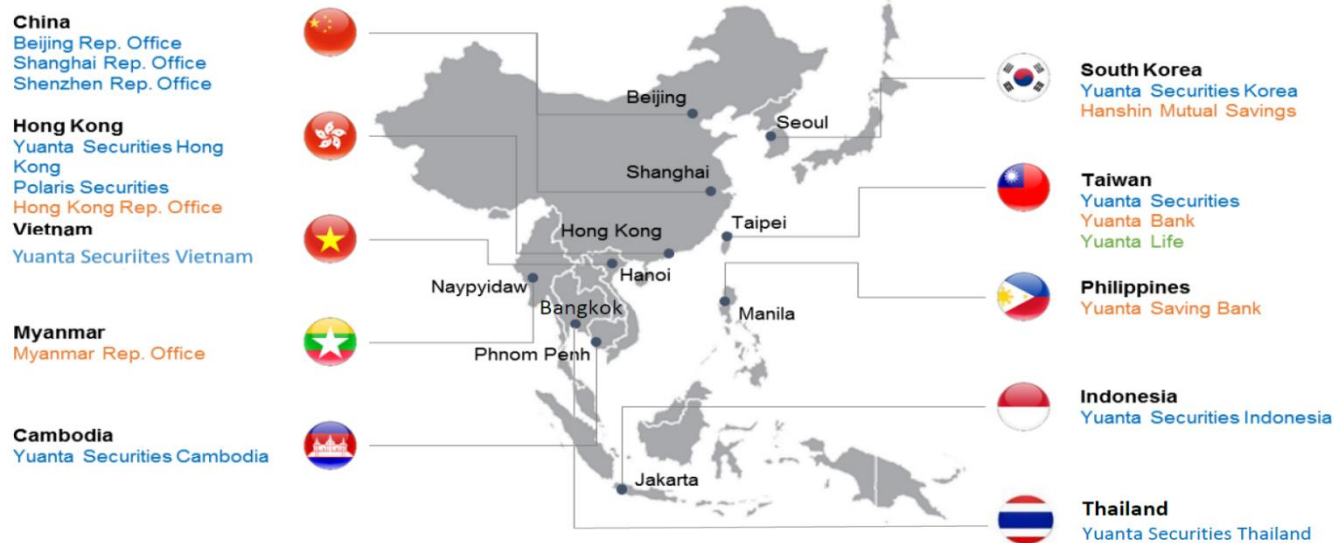 China
Beijing Rep. Office
Shanghai Rep. Office
Shenzhen Rep. Office
Hong Kong
Yuanta Securities Hong
Kong
Polaris Securities
Hong Kong Rep. Office
Vietnam
Yuanta Securiites Vietnam
Myanmar
Myanmar Rep. Office
Cambodia
Yuanta Securities Cambodia
Beijing
Seoul
Shanghai
Taipei
Hong Kong
Hanoi
Naypyidaw
Bangkok
Manila
Phnom Penh
Jakarta
South Korea
Yuanta Securities Korea
Hanshin Mutual Savings
Taiwan
Yuanta Securities
Yuanta Bank
Yuanta Life
Philippines
Yuanta Saving Bank
Indonesia
Yuanta Securities Indonesia
Thailand
Yuanta Securities Thailand